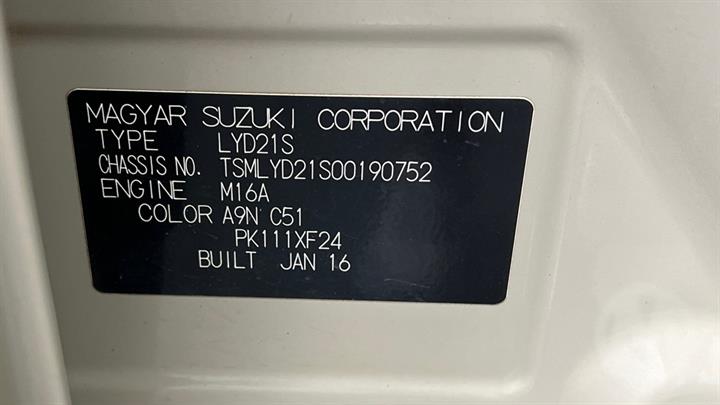 MAGYAR SUZUKI CORPORATION
TYPE LYD21S
CHASSIS NO. TSMLYD21S00190752
ENGINE M16A
COLOR A9N C51
PK111XF24
BUILT JAN 16